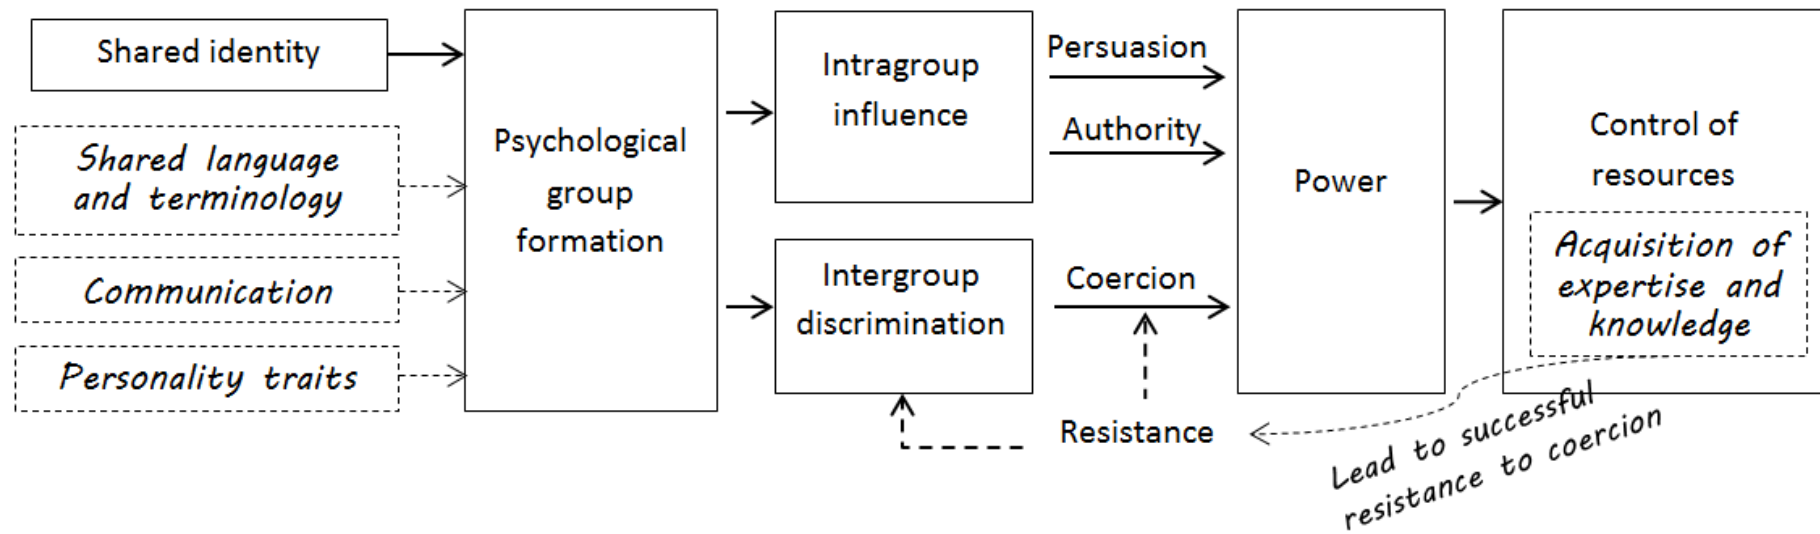 Shared identity
Shared language
and terminology
Communication
Personality traits
Psychological
group
formation
Intragroup
influence
Intergroup
discrimination
Persuasion
Authority
Coercion
Resistance
Power
Control of
resources
Acquisition of
expertise and
knowledge
Lead to successful
resistance to coercion